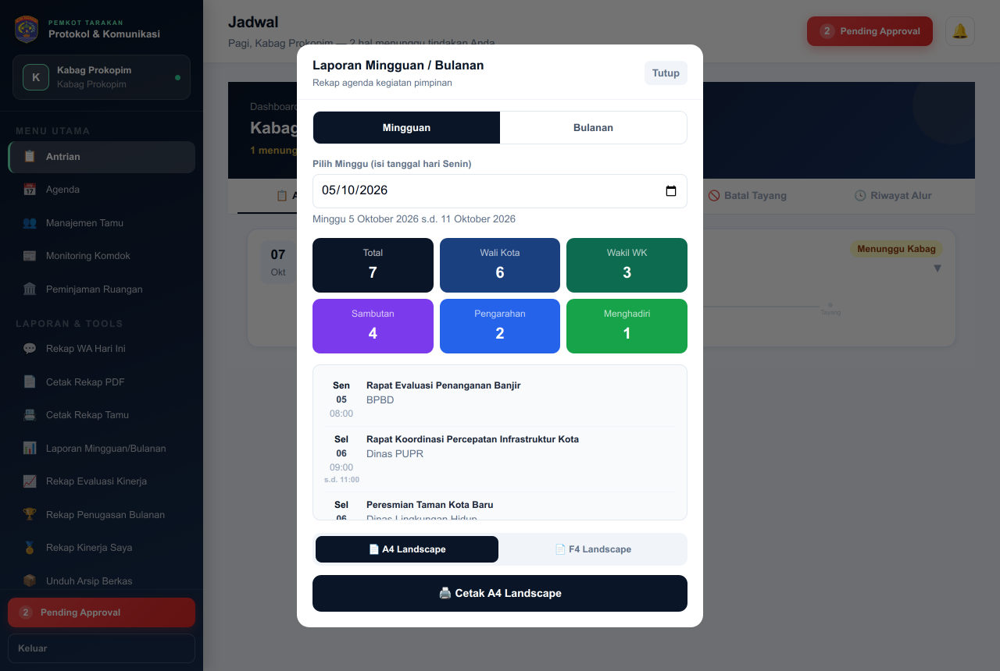 PEMKOT TARAKAN
Protokol & Komunikasi
K
Kabag Prokopim
Kabag Prokopim
MENU UTAMA
Antrian
Agenda
Manajemen Tamu
Monitoring Komdok
Peminjaman Ruangan
LAPORAN & TOOLS
Rekap WA Hari Ini
Cetak Rekap PDF
Cetak Rekap Tamu
Laporan Mingguan/Bulanan
Rekap Evaluasi Kinerja
Rekap Penugasan Bulanan
Rekap Kinerja Saya
Unduh Arsip Berkas
2 Pending Approval
Keluar
Jadwal
Pagi, Kabag Prokopim — 2 hal menunggu tindakan Anda
2 Pending Approval
Dashboard
Kabag
1 menung
A
Batal Tayang
Riwayat Alur
07
Okt
Menunggu Kabag
▼
Tayang
Laporan Mingguan / Bulanan
Rekap agenda kegiatan pimpinan
Tutup
Mingguan
Bulanan
Pilih Minggu (isi tanggal hari Senin)
05/10/2026
Minggu 5 Oktober 2026 s.d. 11 Oktober 2026
Total
7
Wali Kota
6
Wakil WK
3
Sambutan
4
Pengarahan
2
Menghadiri
1
Sen
05
08:00
Rapat Evaluasi Penanganan Banjir
BPBD
Sel
06
09:00
s.d. 11:00
Rapat Koordinasi Percepatan Infrastruktur Kota
Dinas PUPR
Sel
06
Peresmian Taman Kota Baru
Dinas Lingkungan Hidup
A4 Landscape
F4 Landscape
Cetak A4 Landscape